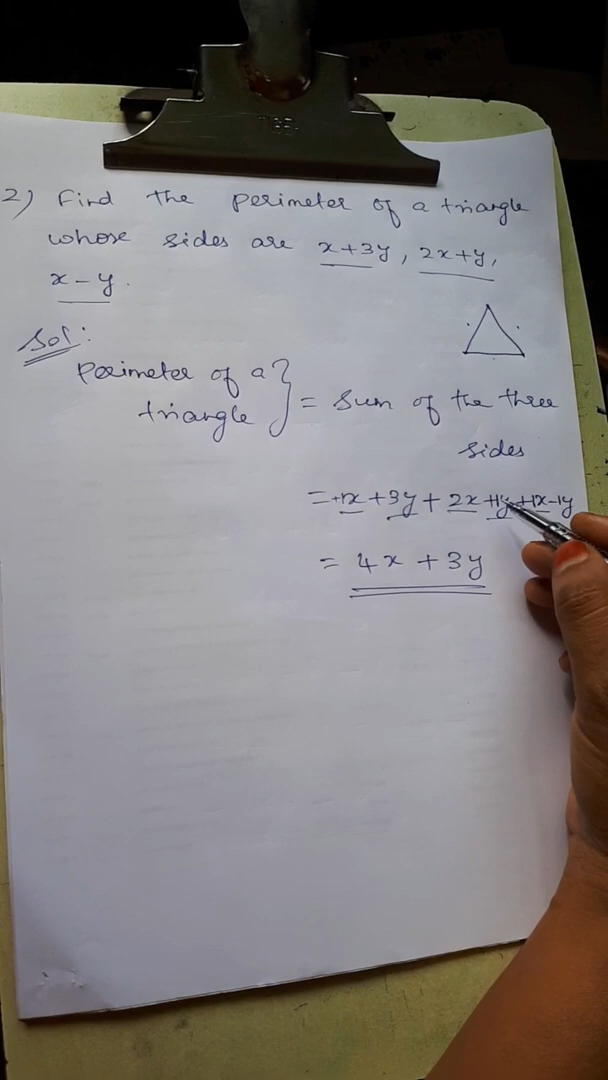 2) Find the perimeter of a triangle
whose sides are x+3y, 2x+y,
x-y.
Sol:
Perimeter of a
triangle } = Sum of the three
sides
= +1x +3y + 2x +1y +1x -1y
= 4x + 3y